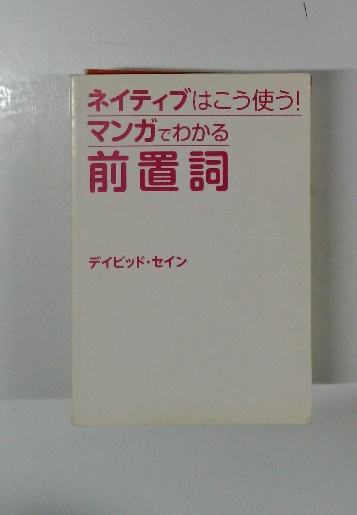 ネイティブはこう使う!
マンガでわかる
前置詞
デイビッド・セイン